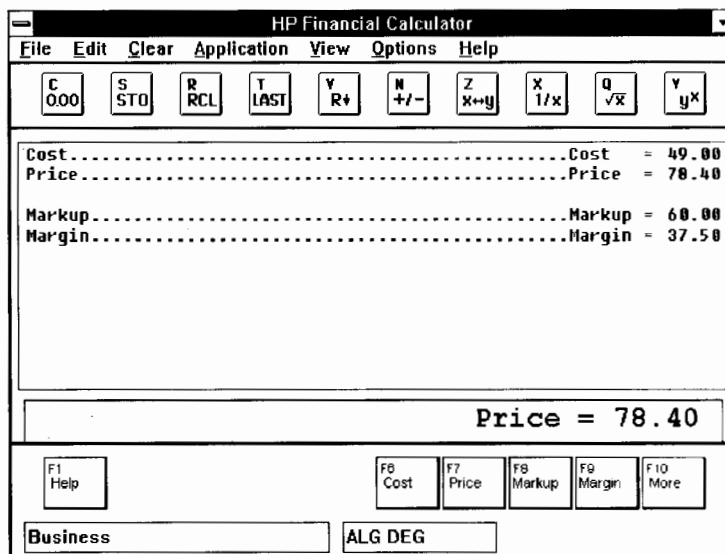 HP Financial Calculator
File Edit Clear Application View Options Help
C S R T V N Z X Q Y
0.00 STO RCL LAST R↓ +/- x↔y 1/x √x yˣ
Cost..................................................Cost = 49.00
Price.................................................Price = 78.40
Markup................................................Markup = 60.00
Margin................................................Margin = 37.50
Price = 78.40
F1 F6 F7 F8 F9 F10
Help Cost Price Markup Margin More
Business ALG DEG